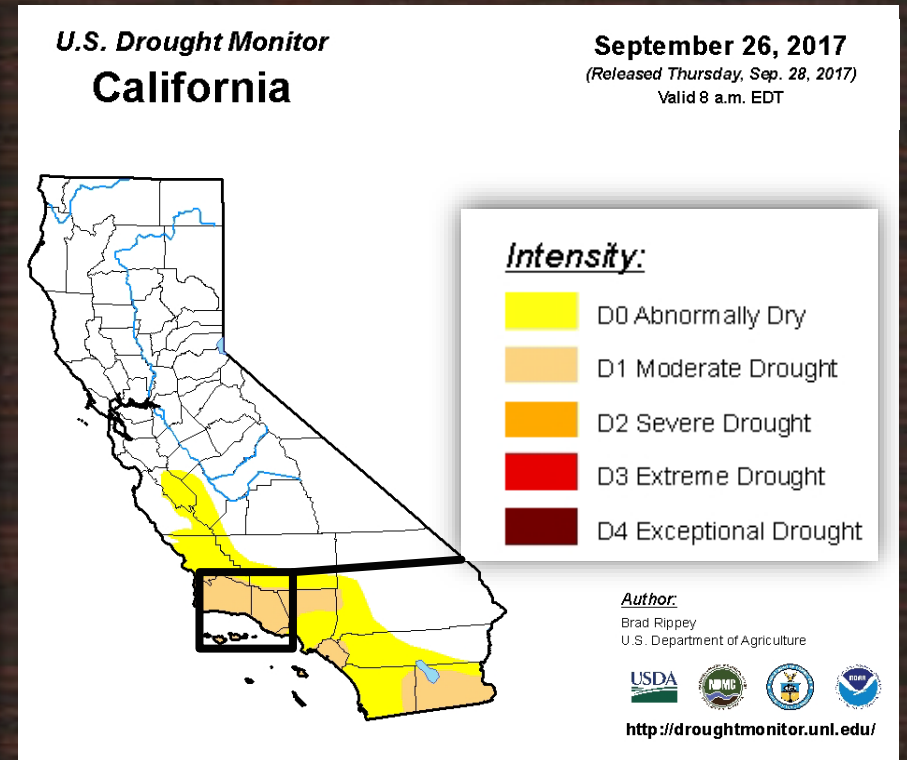 U.S. Drought Monitor
California
September 26, 2017
(Released Thursday, Sep. 28, 2017)
Valid 8 a.m. EDT
Intensity:
D0 Abnormally Dry
D1 Moderate Drought
D2 Severe Drought
D3 Extreme Drought
D4 Exceptional Drought
Author:
Brad Rippey
U.S. Department of Agriculture
USDA
NDMC
NOAA
http://droughtmonitor.unl.edu/